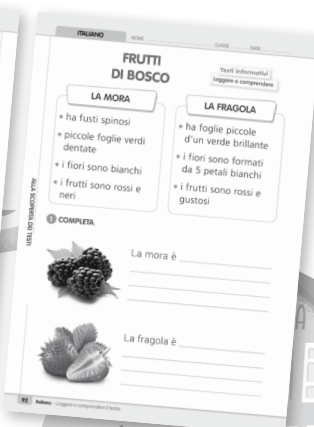 ITALIANO
NOME
CLASSE
DATA
FRUTTI
DI BOSCO
Testi informativi
Leggere e comprendere
LA MORA
• ha fusti spinosi
• piccole foglie verdi
dentate
• i fiori sono bianchi
• i frutti sono rossi e
neri
LA FRAGOLA
• ha foglie piccole
d'un verde brillante
• i fiori sono formati
da 5 petali bianchi
• i frutti sono rossi e
gustosi
ALLA SCOPERTA DEI TESTI
1 COMPLETA.
La mora è
La fragola è
92 Italiano - Leggere e comprendere il testo
A